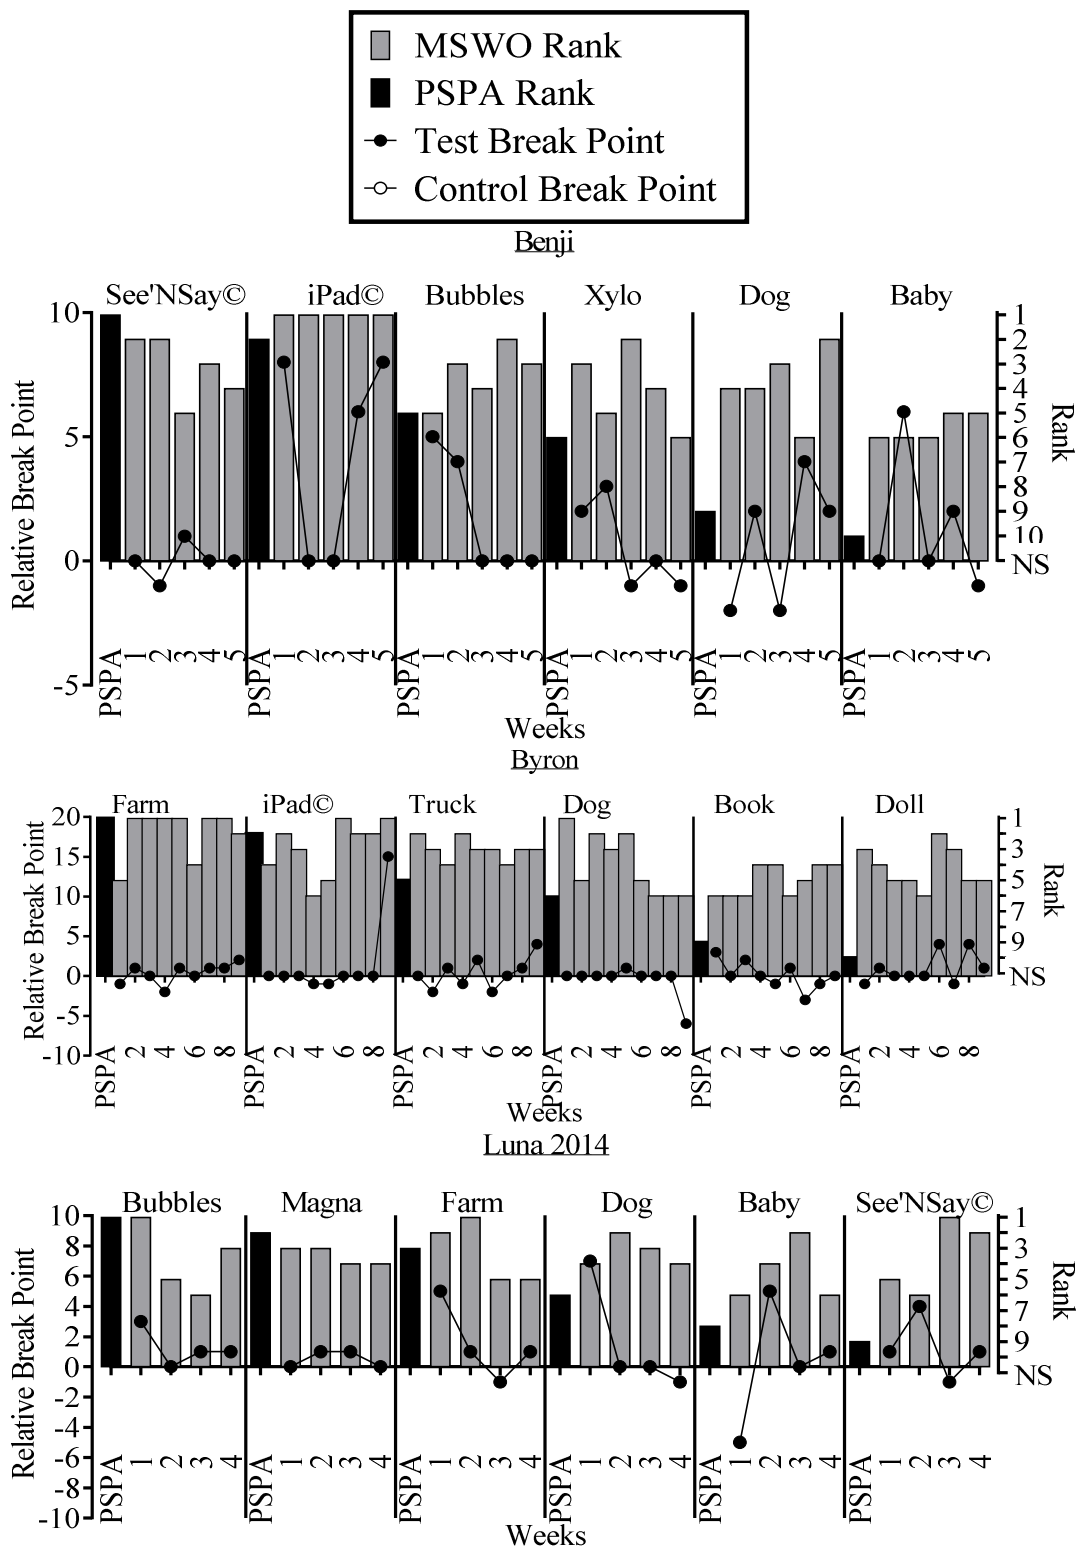 MSWO Rank
PSPA Rank
Test Break Point
Control Break Point
Benji
See'NSay© iPad© Bubbles Xylo Dog Baby
10
5
0
-5
Relative Break Point
1
2
3
4
5
6
7
8
9
10
NS
Rank
PSPA 1 2 3 4 5 PSPA 1 2 3 4 5 PSPA 1 2 3 4 5 PSPA 1 2 3 4 5 PSPA 1 2 3 4 5 PSPA 1 2 3 4 5
Weeks
Byron
Farm iPad© Truck Dog Book Doll
20
15
10
5
0
-5
-10
Relative Break Point
1
3
5
7
9
NS
Rank
PSPA 2 4 6 8 PSPA 2 4 6 8 PSPA 2 4 6 8 PSPA 2 4 6 8 PSPA 2 4 6 8 PSPA 2 4 6 8
Weeks
Luna 2014
Bubbles Magna Farm Dog Baby See'NSay©
10
8
6
4
2
0
-2
-4
-6
-8
-10
Relative Break Point
1
3
5
7
9
NS
Rank
PSPA 1 2 3 4 PSPA 1 2 3 4 PSPA 1 2 3 4 PSPA 1 2 3 4 PSPA 1 2 3 4 PSPA 1 2 3 4
Weeks